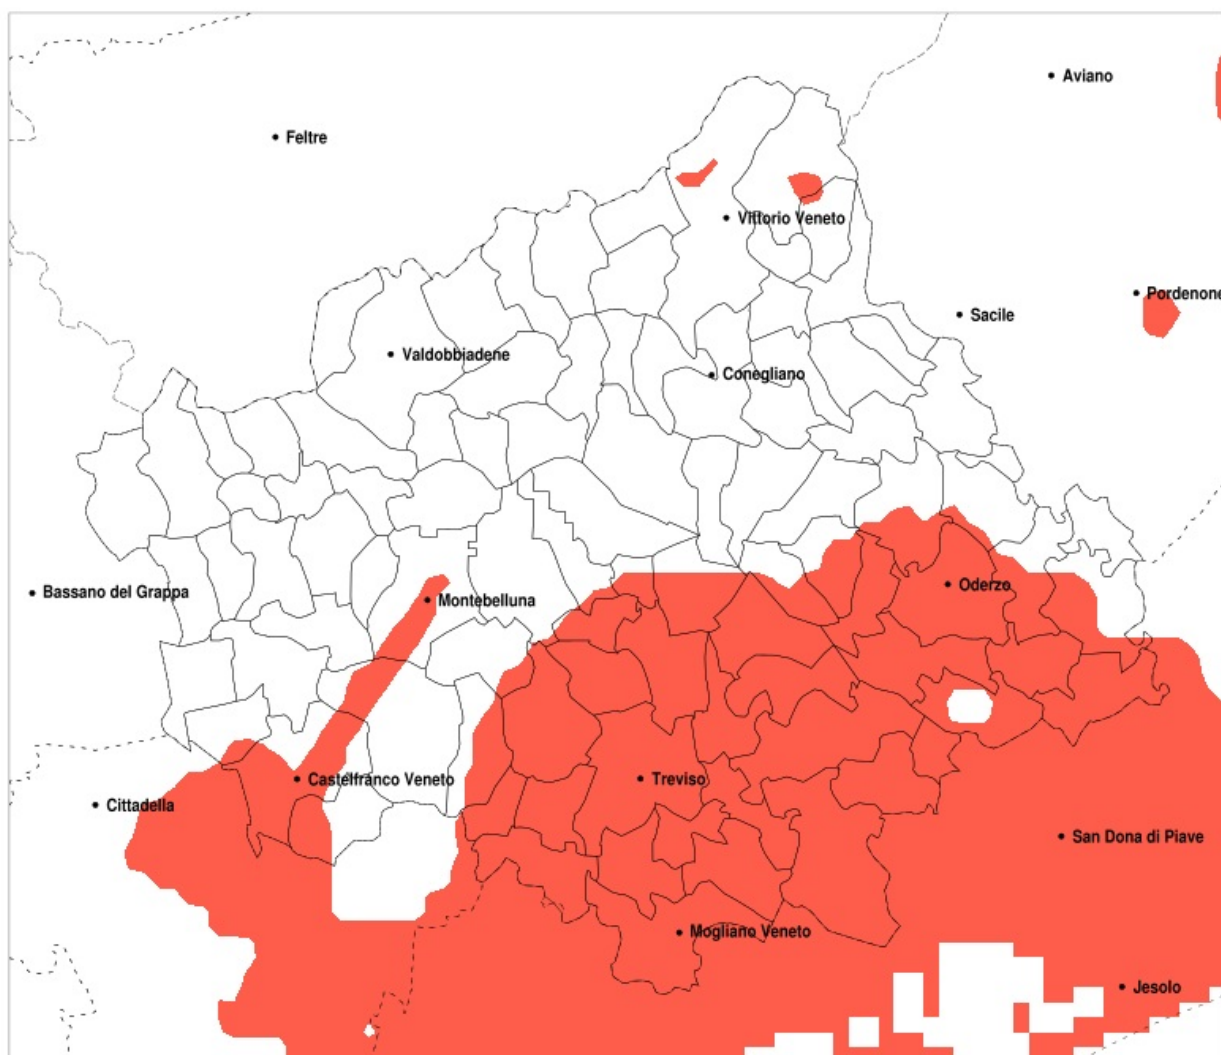 Aviano
Feltre
Vittorio Veneto
Pordenone
Sacile
Valdobbiadene
Conegliano
Oderzo
Bassano del Grappa
Montebelluna
Castelfranco Veneto
Treviso
Cittadella
San Dona di Piave
Mogliano Veneto
Jesolo